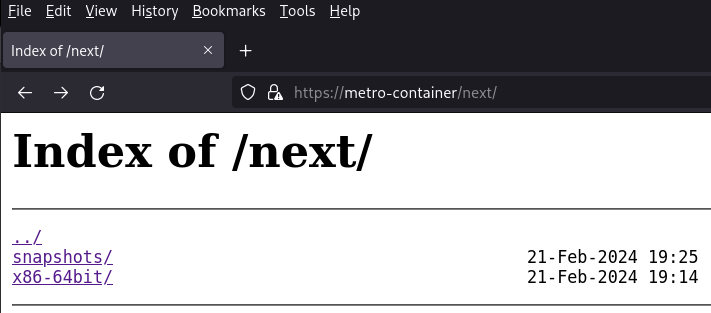 File Edit View History Bookmarks Tools Help
Index of /next/
https://metro-container/next/
Index of /next/
../
snapshots/ 21-Feb-2024 19:25
x86-64bit/ 21-Feb-2024 19:14